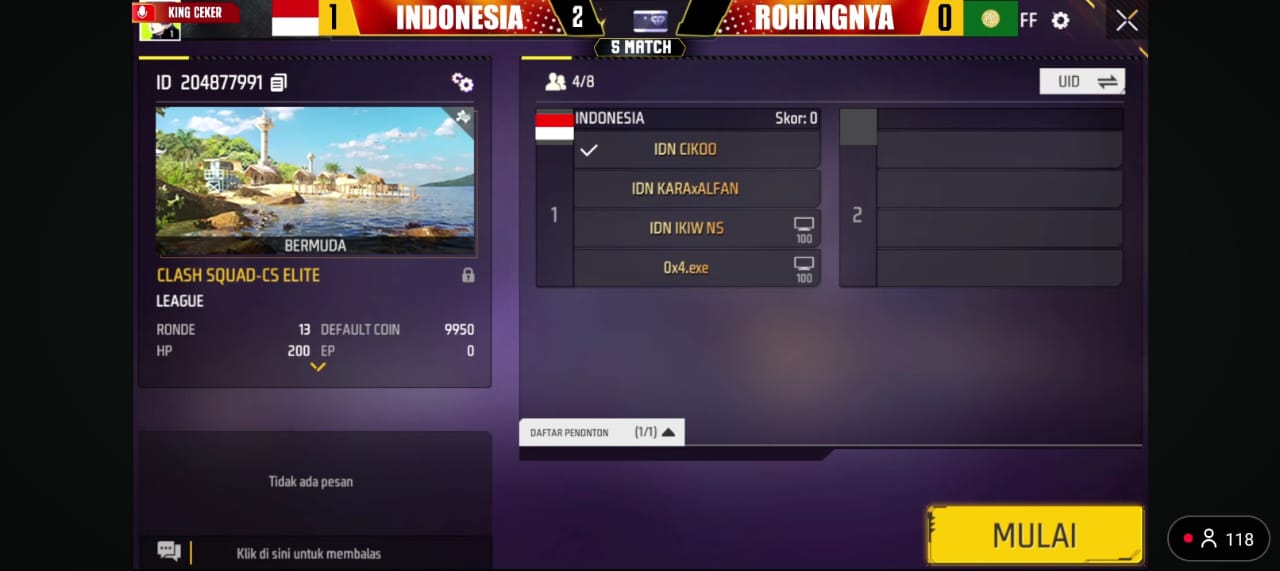 KING CEKER
1
1 INDONESIA 2 ROHINGNYA 0 FF
5 MATCH
ID 204877991
4/8
UID
INDONESIA Skor: 0
IDN CIKOO
IDN KARAxALFAN
1
IDN IKIW NS
100
0x4.exe
100
2
BERMUDA
CLASH SQUAD-CS ELITE
LEAGUE
RONDE 13 DEFAULT COIN 9950
HP 200 EP 0
DAFTAR PENONTON (1/1)
Tidak ada pesan
Klik di sini untuk membalas
MULAI
118